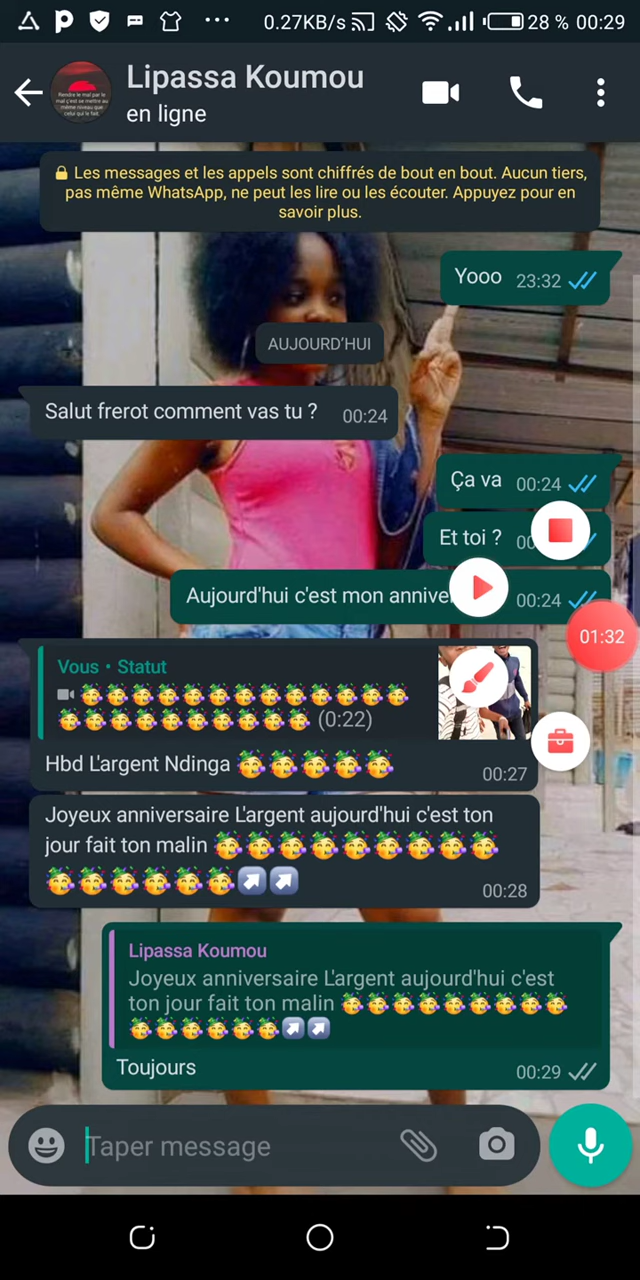 0.27KB/s 28 % 00:29
Lipassa Koumou
en ligne
Les messages et les appels sont chiffrés de bout en bout. Aucun tiers,
pas même WhatsApp, ne peut les lire ou les écouter. Appuyez pour en
savoir plus.
Yooo 23:32
AUJOURD'HUI
Salut frerot comment vas tu ? 00:24
Ça va 00:24
Et toi ?
Aujourd'hui c'est mon 00:24
01:32
Vous • Statut
(0:22)
Hbd L'argent Ndinga 🥳🥳🥳🥳🥳
00:27
Joyeux anniversaire L'argent aujourd'hui c'est ton
jour fait ton malin 🥳🥳🥳🥳🥳🥳🥳🥳🥳
🥳🥳🥳🥳🥳🥳↗️↗️ 00:28
Lipassa Koumou
Joyeux anniversaire L'argent aujourd'hui c'est
ton jour fait ton malin 🥳🥳🥳🥳🥳🥳🥳🥳🥳
🥳🥳🥳🥳🥳🥳↗️↗️
Toujours 00:29
Taper message